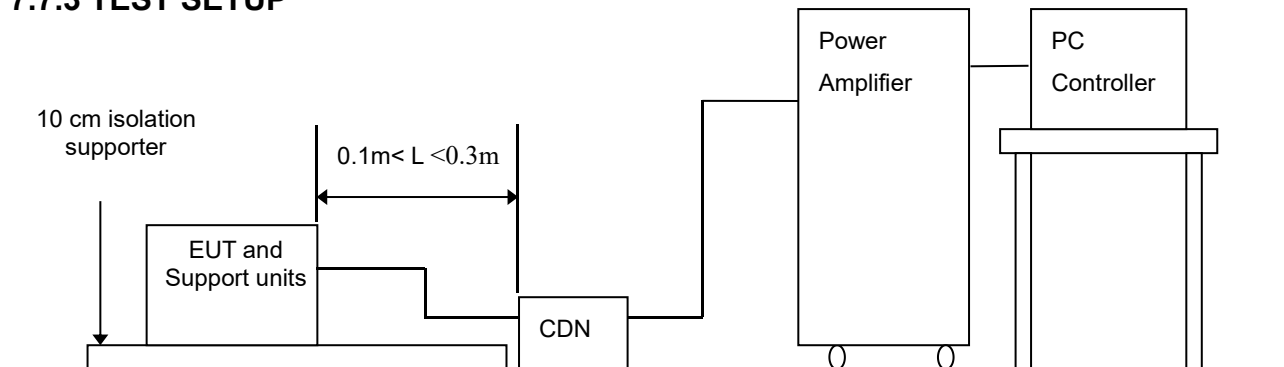 7.7.3 TEST SETUP
Power
Amplifier
PC
Controller
10 cm isolation
supporter
0.1m< L <0.3m
EUT and
Support units
CDN